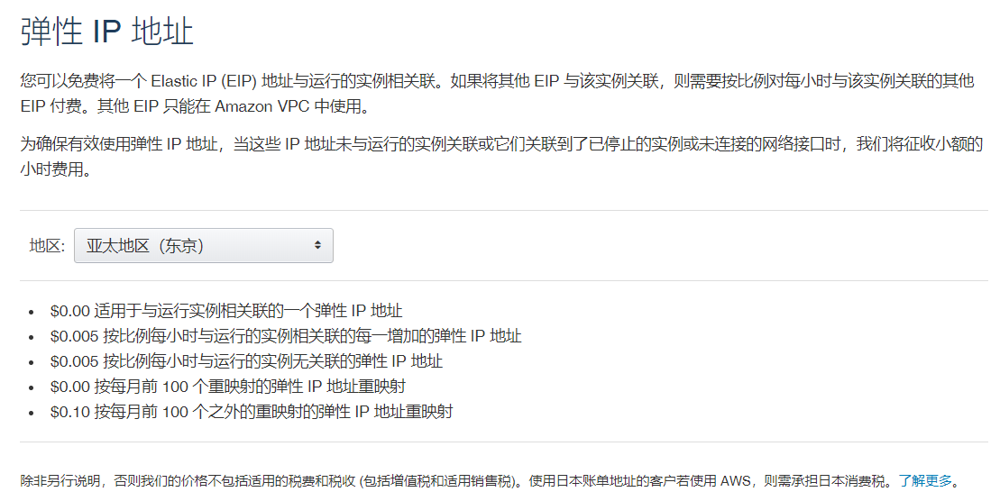 弹性 IP 地址
您可以免费将一个 Elastic IP (EIP) 地址与运行的实例相关联。如果将其他 EIP 与该实例关联，则需要按比例对每小时与该实例关联的其他
EIP 付费。其他 EIP 只能在 Amazon VPC 中使用。
为确保有效使用弹性 IP 地址，当这些 IP 地址未与运行的实例关联或它们关联到了已停止的实例或未连接的网络接口时，我们将征收小额的
小时费用。
地区: 亚太地区（东京）
• $0.00 适用于与运行实例相关联的一个弹性 IP 地址
• $0.005 按比例每小时与运行的实例相关联的每一增加的弹性 IP 地址
• $0.005 按比例每小时与运行的实例无关联的弹性 IP 地址
• $0.00 按每月前 100 个重映射的弹性 IP 地址重映射
• $0.10 按每月前 100 个之外的重映射的弹性 IP 地址重映射
除非另行说明，否则我们的价格不包括适用的税费和税收 (包括增值税和适用销售税)。使用日本账单地址的客户若使用 AWS，则需承担日本消费税。了解更多。